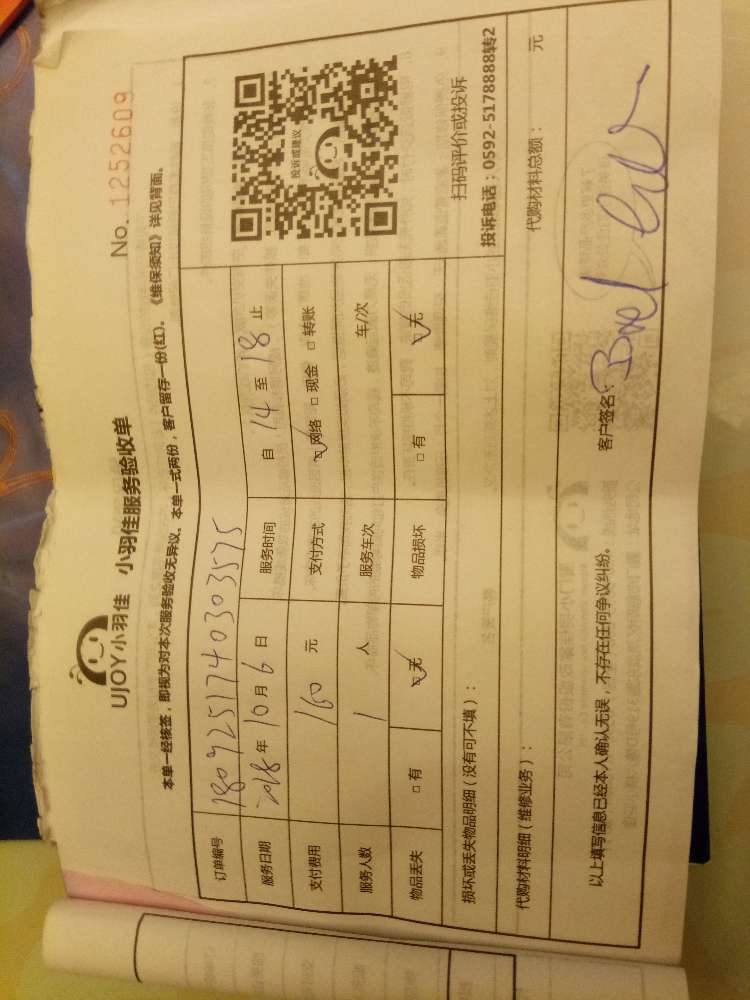 UJOY小羽佳 小羽佳服务验收单
No. 1252609
本单一经核签，即视为对本次服务验收无异议。本单一式两份，客户留存一份(红)。《维保须知》详见背面。
订单编号 180925174030 3575
服务日期 2018年10月6日 服务时间 自 14 至 18 止
支付费用 160 元 支付方式 ☑网络 □现金 □转账
服务人数 1 人 服务车次 车/次
物品丢失 □有 ☑无 物品损坏 □有 ☑无
投诉或建议
扫码评价或投诉
投诉电话：0592-5178888转2
损坏或丢失物品明细（没有可不填）：
代购材料明细（维修业务）： 代购材料总额： 元
以上填写信息已经本人确认无误，不存在任何争议纠纷。 客户签名：